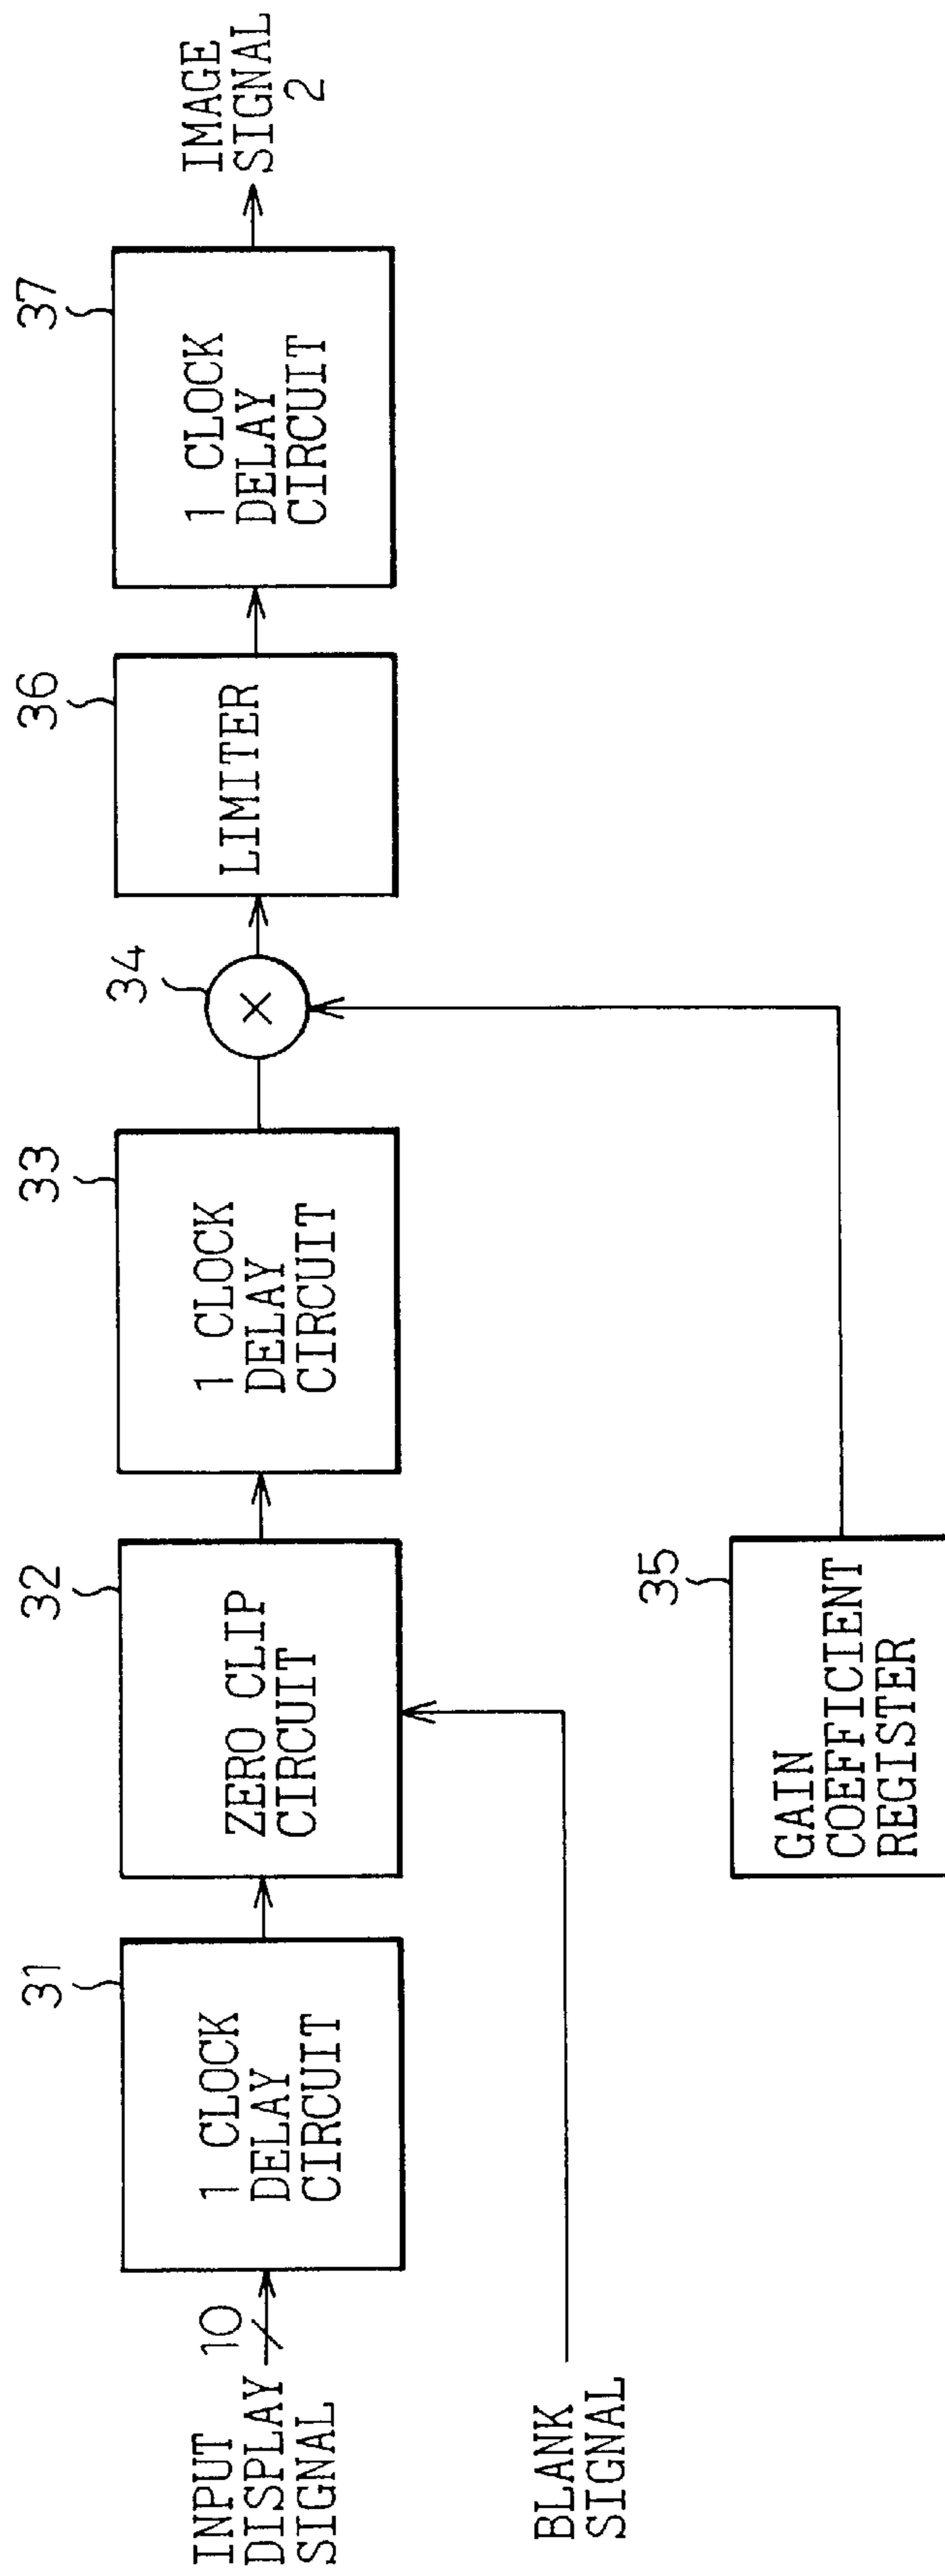 INPUT
DISPLAY
SIGNAL
10
31
1 CLOCK
DELAY
CIRCUIT
32
ZERO CLIP
CIRCUIT
33
1 CLOCK
DELAY
CIRCUIT
34
×
36
LIMITER
37
1 CLOCK
DELAY
CIRCUIT
IMAGE
SIGNAL
2
BLANK
SIGNAL
35
GAIN
COEFFICIENT
REGISTER